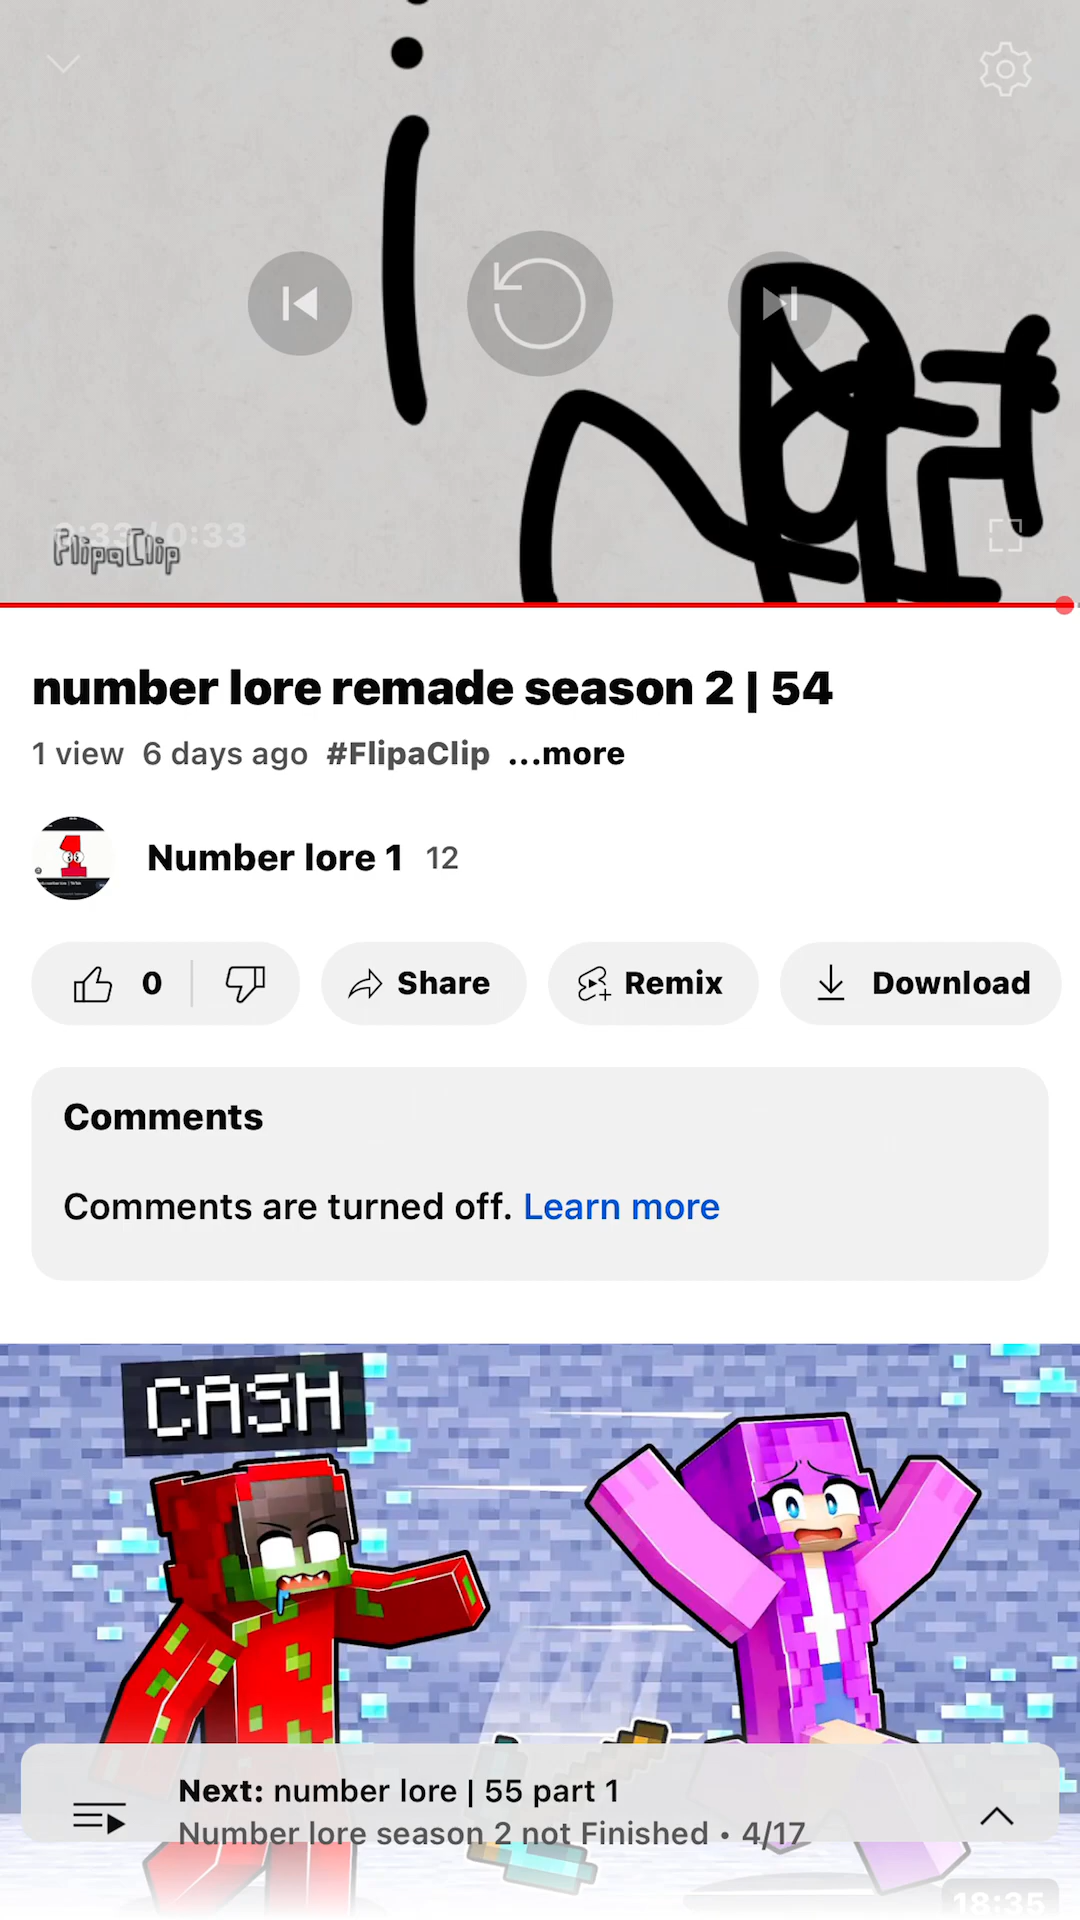 0:33 / 0:33
FlipaClip
number lore remade season 2 | 54
1 view 6 days ago #FlipaClip ...more
Number lore 1 12
0 Share Remix Download
Comments
Comments are turned off. Learn more
CASH
Next: number lore | 55 part 1
Number lore season 2 not Finished • 4/17
18:35